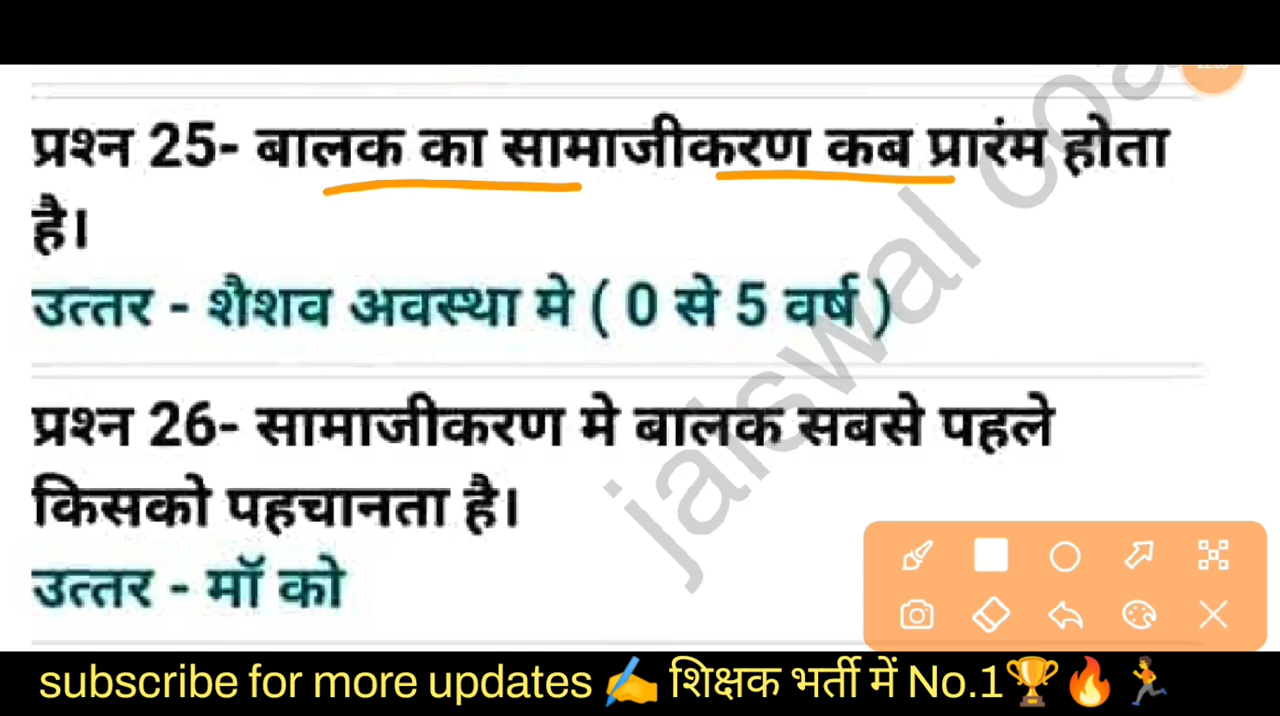 प्रश्न 25- बालक का सामाजीकरण कब प्रारंम होता
है।
उत्तर - शैशव अवस्था मे ( 0 से 5 वर्ष )
प्रश्न 26- सामाजीकरण मे बालक सबसे पहले
किसको पहचानता है।
उत्तर - मॉ को
jaiswal
subscribe for more updates ✍️ शिक्षक भर्ती में No.1🏆🔥🏃